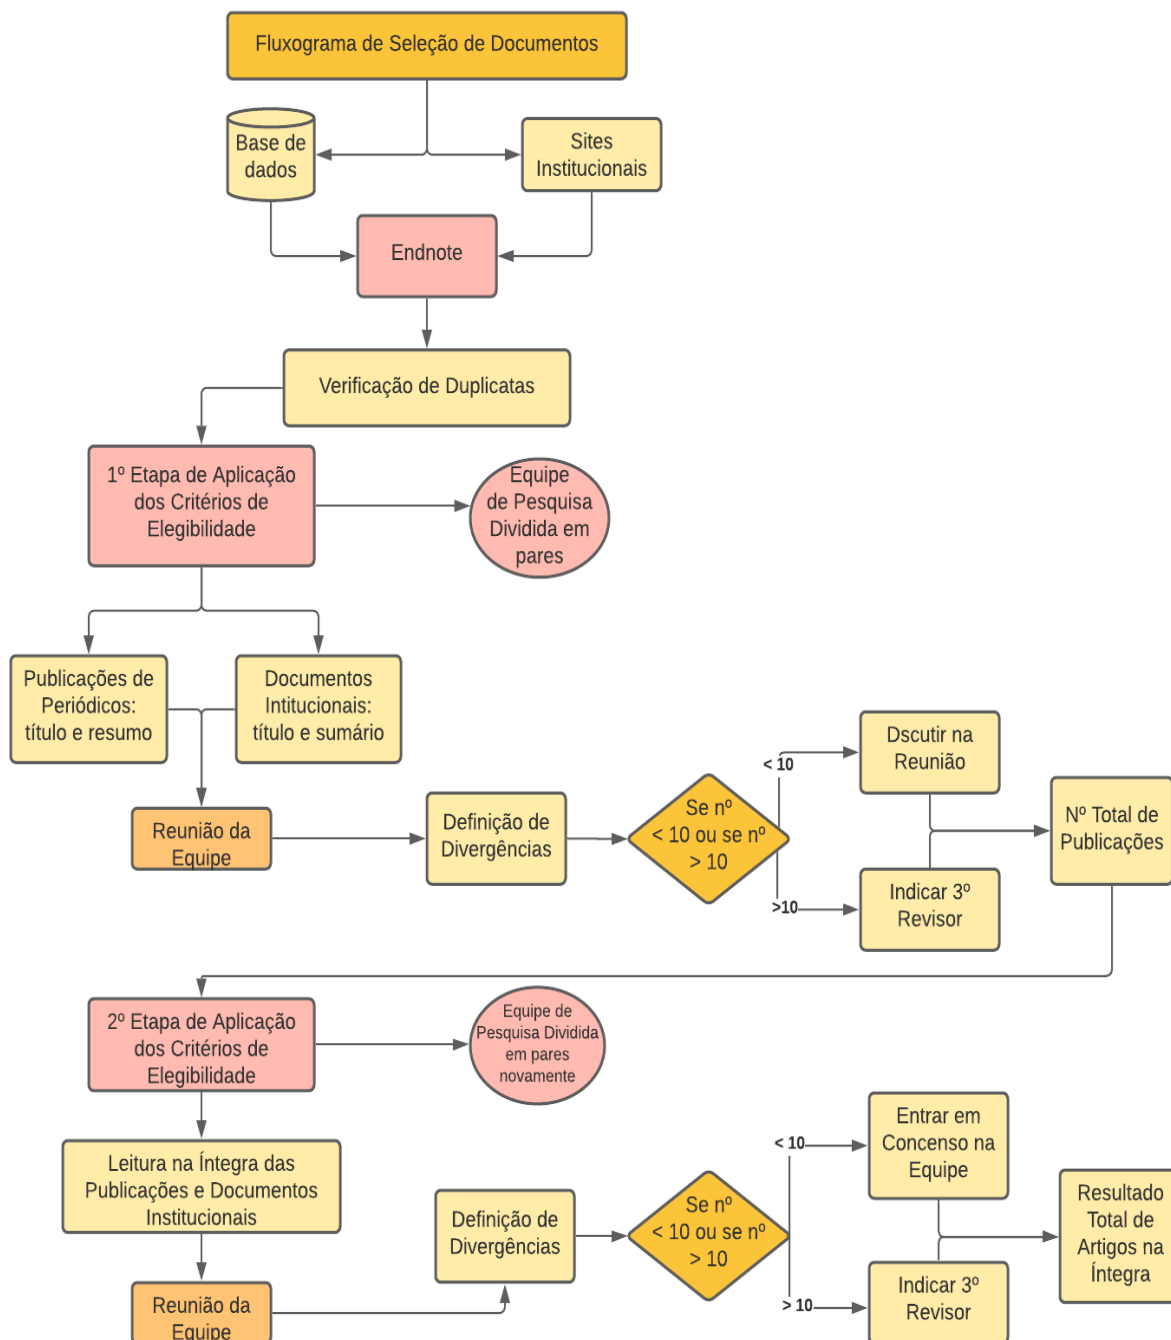 Fluxograma de Seleção de Documentos
Base de
dados
Sites
Institucionais
Endnote
Verificação de Duplicatas
1º Etapa de Aplicação
dos Critérios de
Elegibilidade
Equipe
de Pesquisa
Dividida em
pares
Publicações de
Periódicos:
título e resumo
Documentos
Intitucionais:
título e sumário
Reunião da
Equipe
Definição de
Divergências
Se nº
< 10 ou se nº
> 10
< 10
>10
Dscutir na
Reunião
Indicar 3º
Revisor
Nº Total de
Publicações
2º Etapa de Aplicação
dos Critérios de
Elegibilidade
Equipe de
Pesquisa Dividida
em pares
novamente
Leitura na Íntegra das
Publicações e Documentos
Institucionais
Reunião da
Equipe
Definição de
Divergências
Se nº
< 10 ou se nº
> 10
< 10
> 10
Entrar em
Concenso na
Equipe
Indicar 3º
Revisor
Resultado
Total de
Artigos na
Íntegra